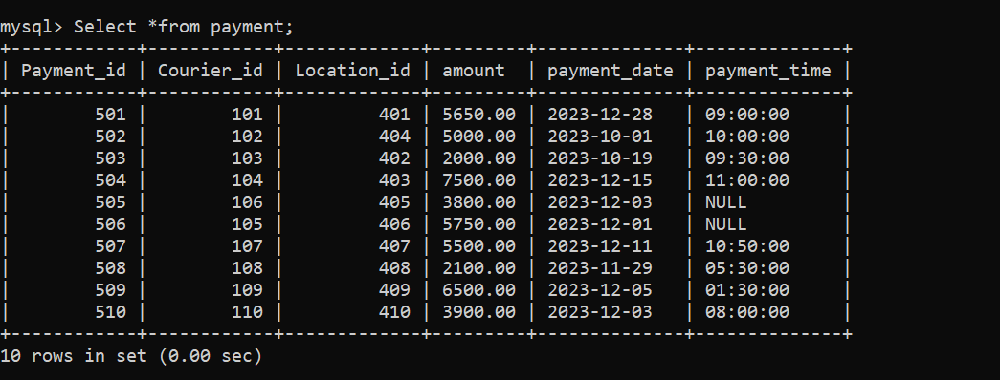 mysql> Select *from payment;
+------------+------------+-------------+---------+--------------+--------------+
| Payment_id | Courier_id | Location_id | amount  | payment_date | payment_time |
+------------+------------+-------------+---------+--------------+--------------+
|        501 |        101 |         401 | 5650.00 | 2023-12-28   | 09:00:00     |
|        502 |        102 |         404 | 5000.00 | 2023-10-01   | 10:00:00     |
|        503 |        103 |         402 | 2000.00 | 2023-10-19   | 09:30:00     |
|        504 |        104 |         403 | 7500.00 | 2023-12-15   | 11:00:00     |
|        505 |        106 |         405 | 3800.00 | 2023-12-03   | NULL         |
|        506 |        105 |         406 | 5750.00 | 2023-12-01   | NULL         |
|        507 |        107 |         407 | 5500.00 | 2023-12-11   | 10:50:00     |
|        508 |        108 |         408 | 2100.00 | 2023-11-29   | 05:30:00     |
|        509 |        109 |         409 | 6500.00 | 2023-12-05   | 01:30:00     |
|        510 |        110 |         410 | 3900.00 | 2023-12-03   | 08:00:00     |
+------------+------------+-------------+---------+--------------+--------------+
10 rows in set (0.00 sec)